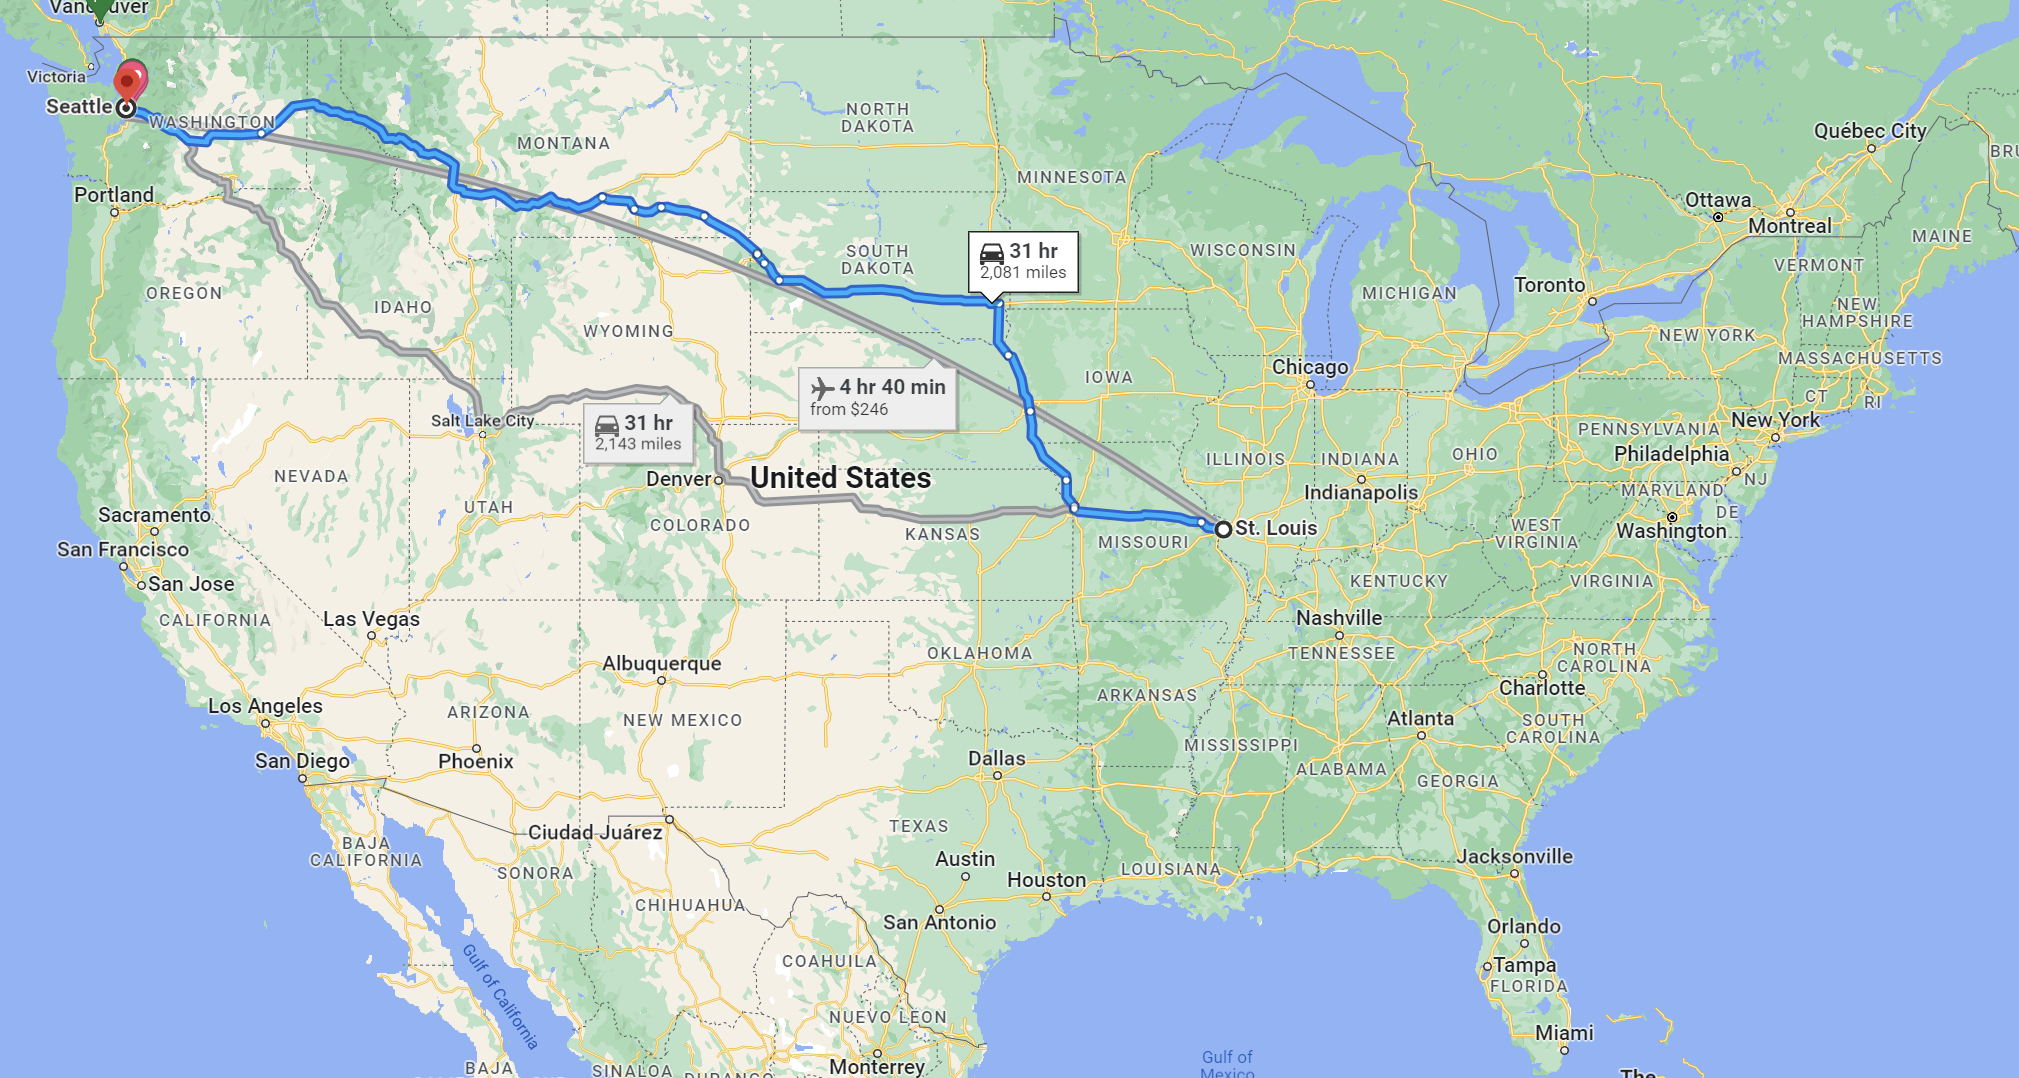 Vancouver
Victoria
Seattle
WASHINGTON
Portland
OREGON
IDAHO
MONTANA
WYOMING
NORTH
DAKOTA
SOUTH
DAKOTA
MINNESOTA
WISCONSIN
MICHIGAN
IOWA
31 hr
2,081 miles
4 hr 40 min
from $246
31 hr
2,143 miles
Salt Lake City
NEVADA
UTAH
Denver
COLORADO
United States
KANSAS
MISSOURI
St. Louis
Chicago
ILLINOIS
INDIANA
Indianapolis
OHIO
Toronto
Ottawa
Montreal
Québec City
BRU
MAINE
VERMONT
NEW
HAMPSHIRE
NEW YORK
MASSACHUSETTS
CT
RI
New York
PENNSYLVANIA
Philadelphia
NJ
MARYLAND
DE
Washington
WEST
VIRGINIA
VIRGINIA
KENTUCKY
Nashville
TENNESSEE
NORTH
CAROLINA
Charlotte
SOUTH
CAROLINA
Atlanta
GEORGIA
ALABAMA
MISSISSIPPI
ARKANSAS
OKLAHOMA
LOUISIANA
Sacramento
San Francisco
San Jose
CALIFORNIA
Las Vegas
Los Angeles
San Diego
ARIZONA
Phoenix
Albuquerque
NEW MEXICO
Dallas
TEXAS
Austin
Houston
San Antonio
Ciudad Juárez
BAJA
CALIFORNIA
SONORA
CHIHUAHUA
COAHUILA
NUEVO LEON
Monterrey
Gulf of California
BAJA
SINALOA
DURANGO
Jacksonville
Orlando
Tampa
FLORIDA
Miami
Gulf of
Mexico
The